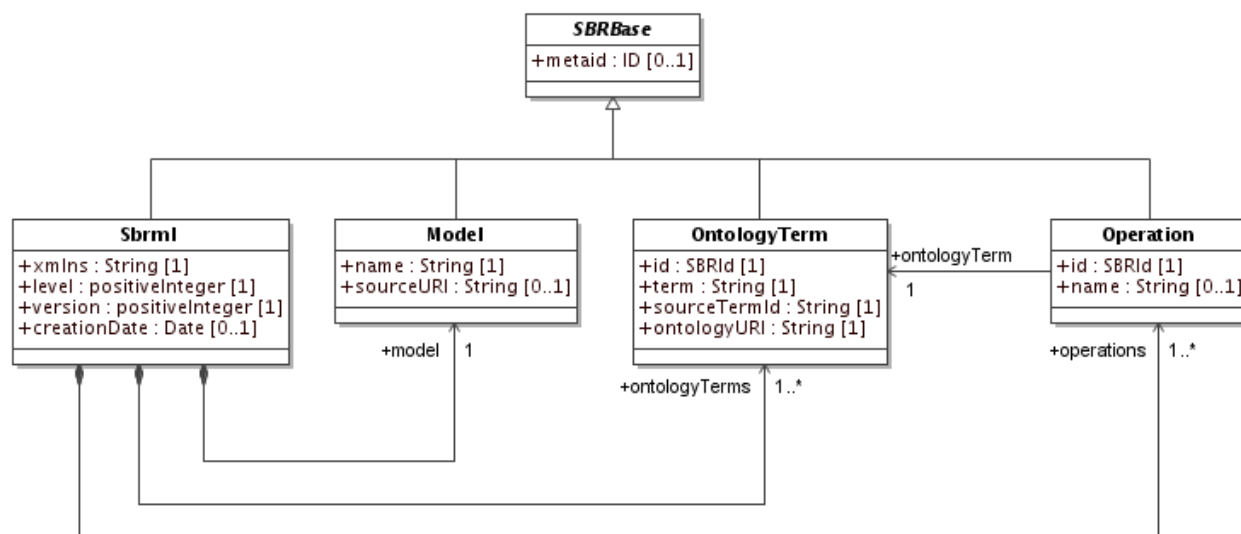 SBRBase
+metaid : ID [0..1]
Sbrml
+xmlns : String [1]
+level : positiveInteger [1]
+version : positiveInteger [1]
+creationDate : Date [0..1]
Model
+name : String [1]
+sourceURI : String [0..1]
OntologyTerm
+id : SBRId [1]
+term : String [1]
+sourceTermId : String [1]
+ontologyURI : String [1]
+ontologyTerm
1
Operation
+id : SBRId [1]
+name : String [0..1]
+model
1
+ontologyTerms
1..*
+operations
1..*